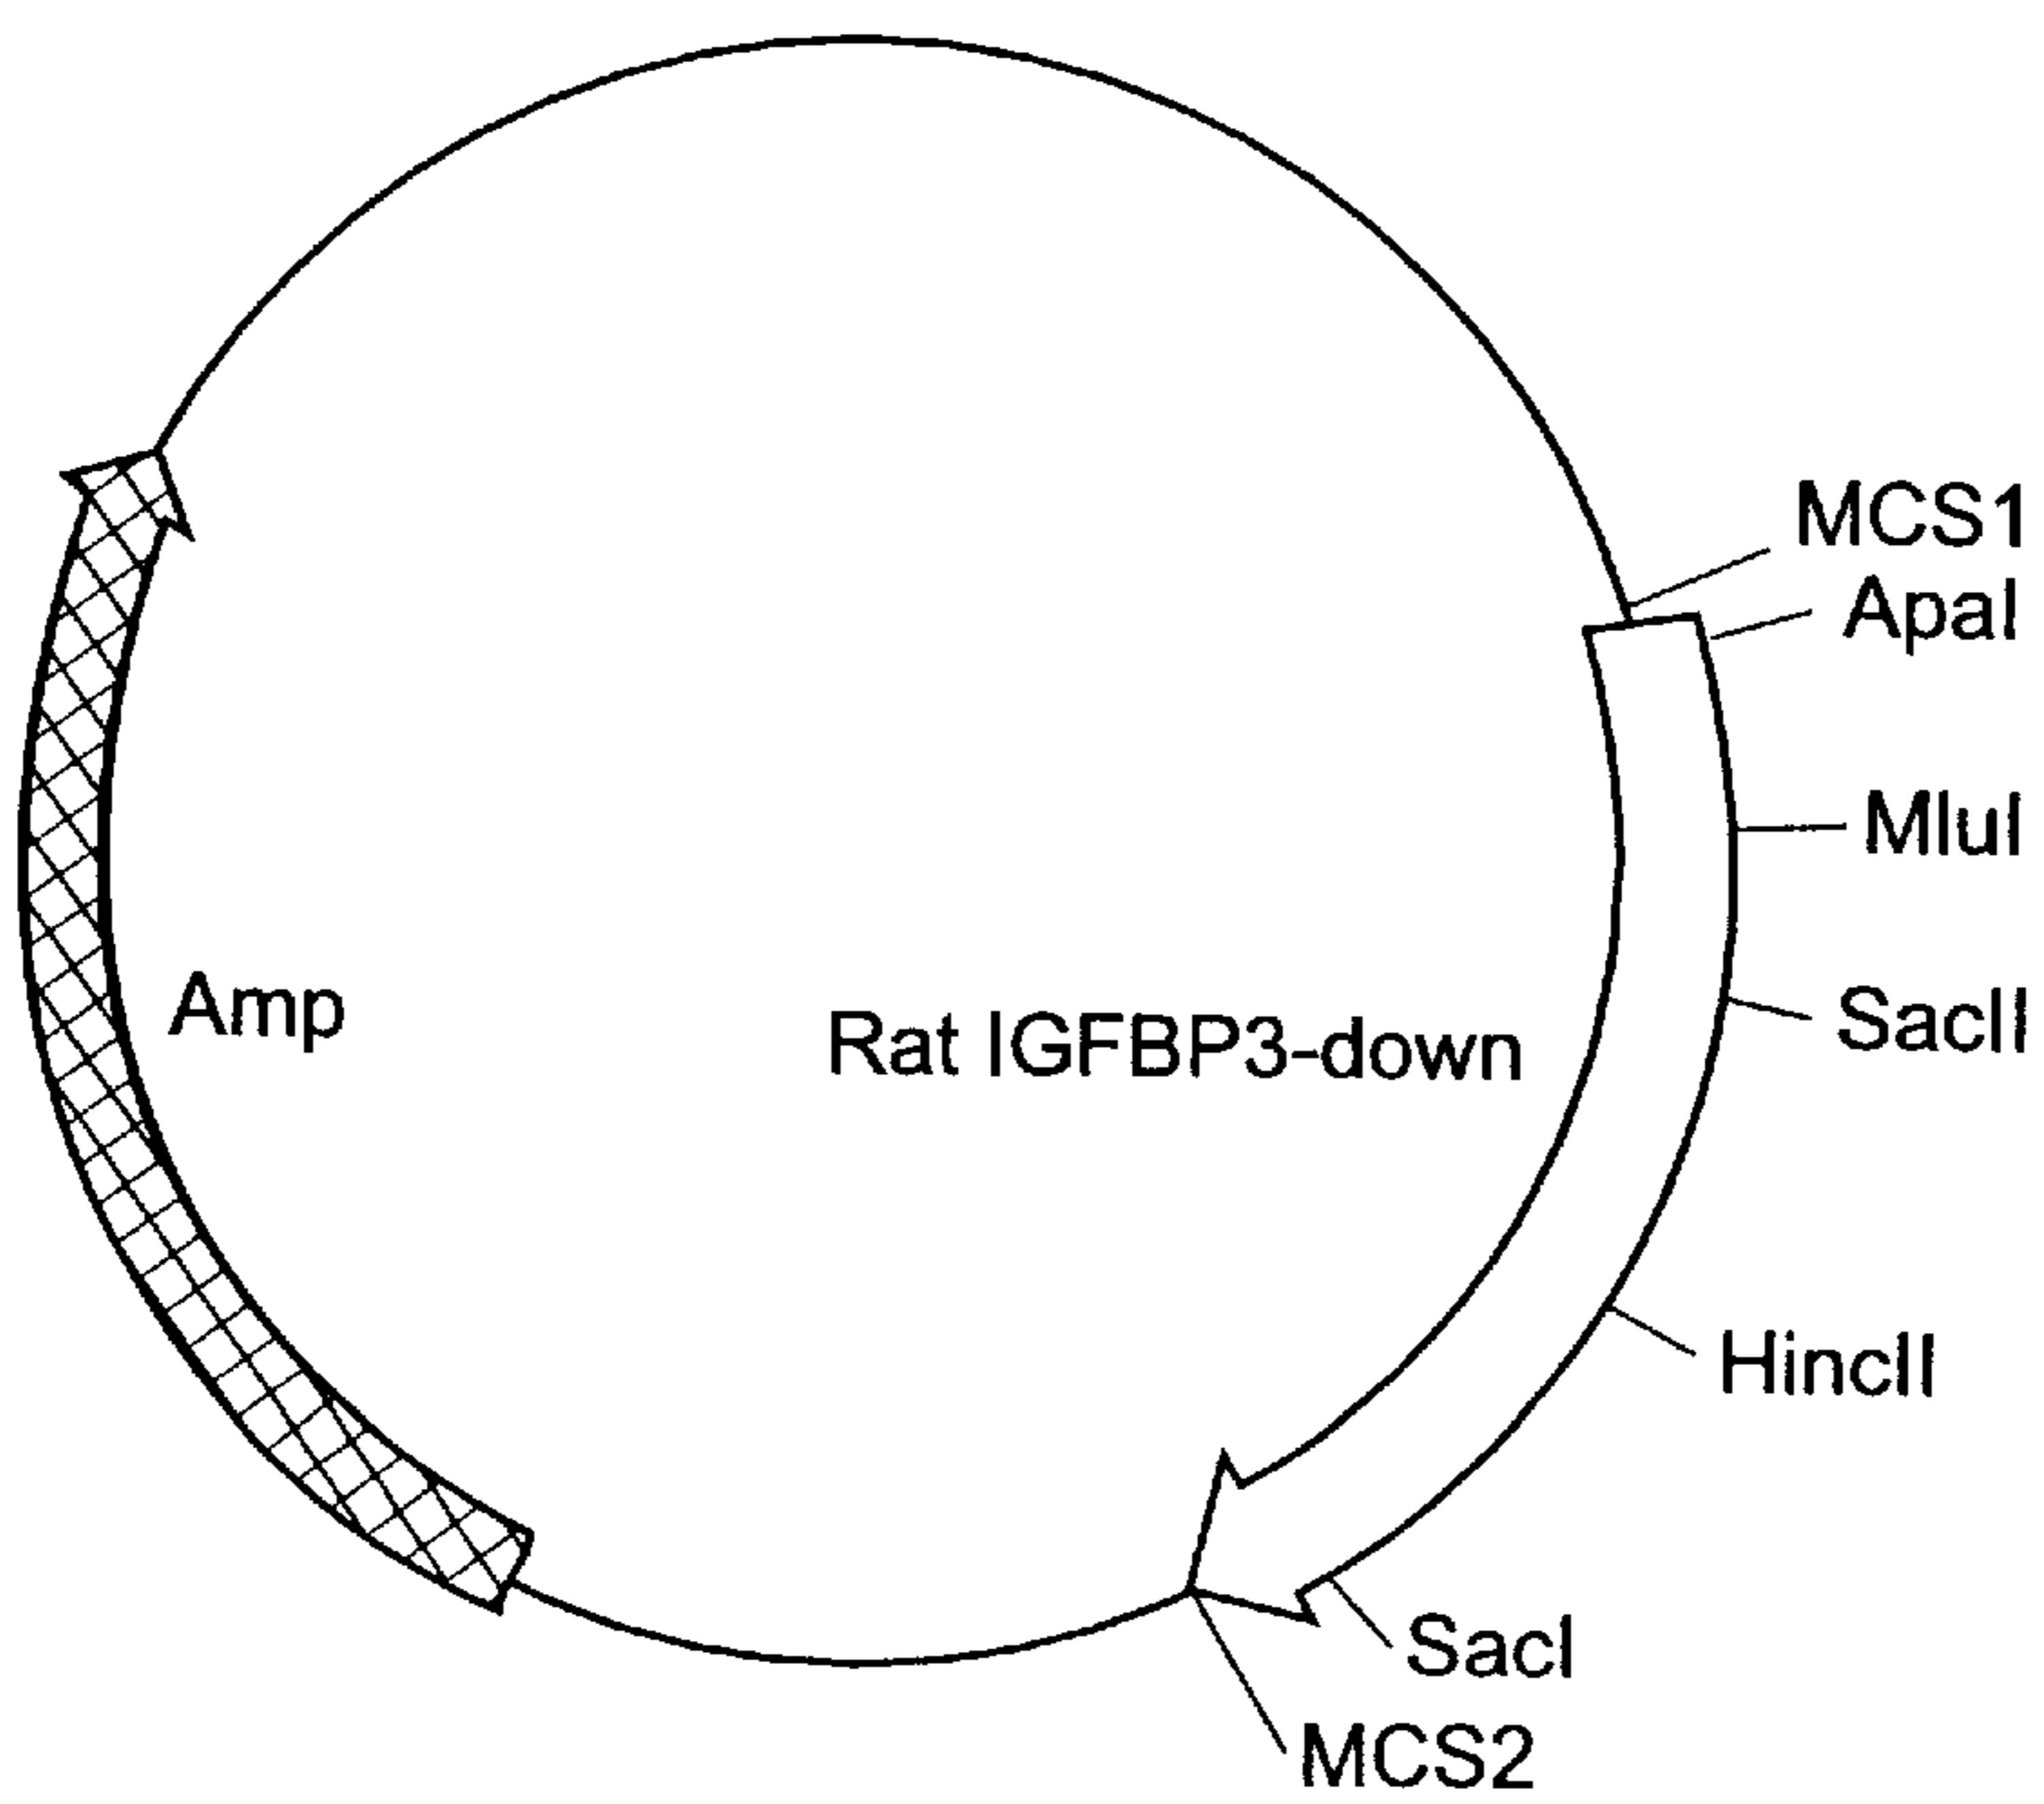 MCS1
ApaI
MluI
Amp
Rat IGFBP3-down
SacII
HincII
SacI
MCS2